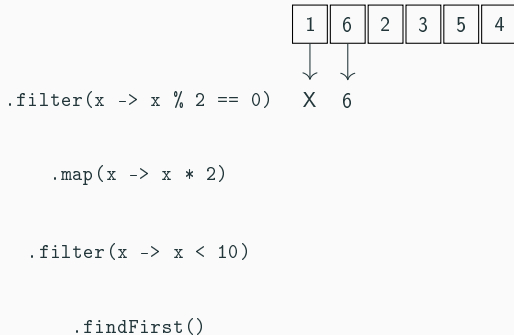 1 6 2 3 5 4
.filter(x -> x % 2 == 0) X 6
.map(x -> x * 2)
.filter(x -> x < 10)
.findFirst()